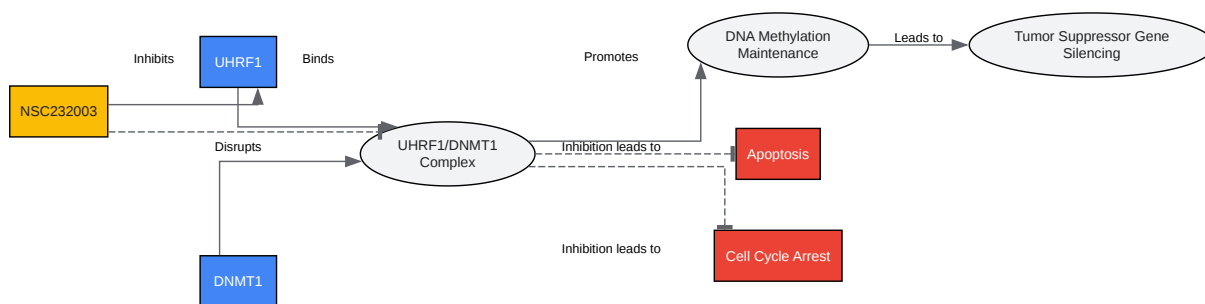 DNA Methylation
Maintenance
Leads to
Tumor Suppressor Gene
Silencing
Inhibits
UHRF1
Binds
Promotes
NSC232003
Disrupts
UHRF1/DNMT1
Complex
Inhibition leads to
Apoptosis
Inhibition leads to
Cell Cycle Arrest
DNMT1